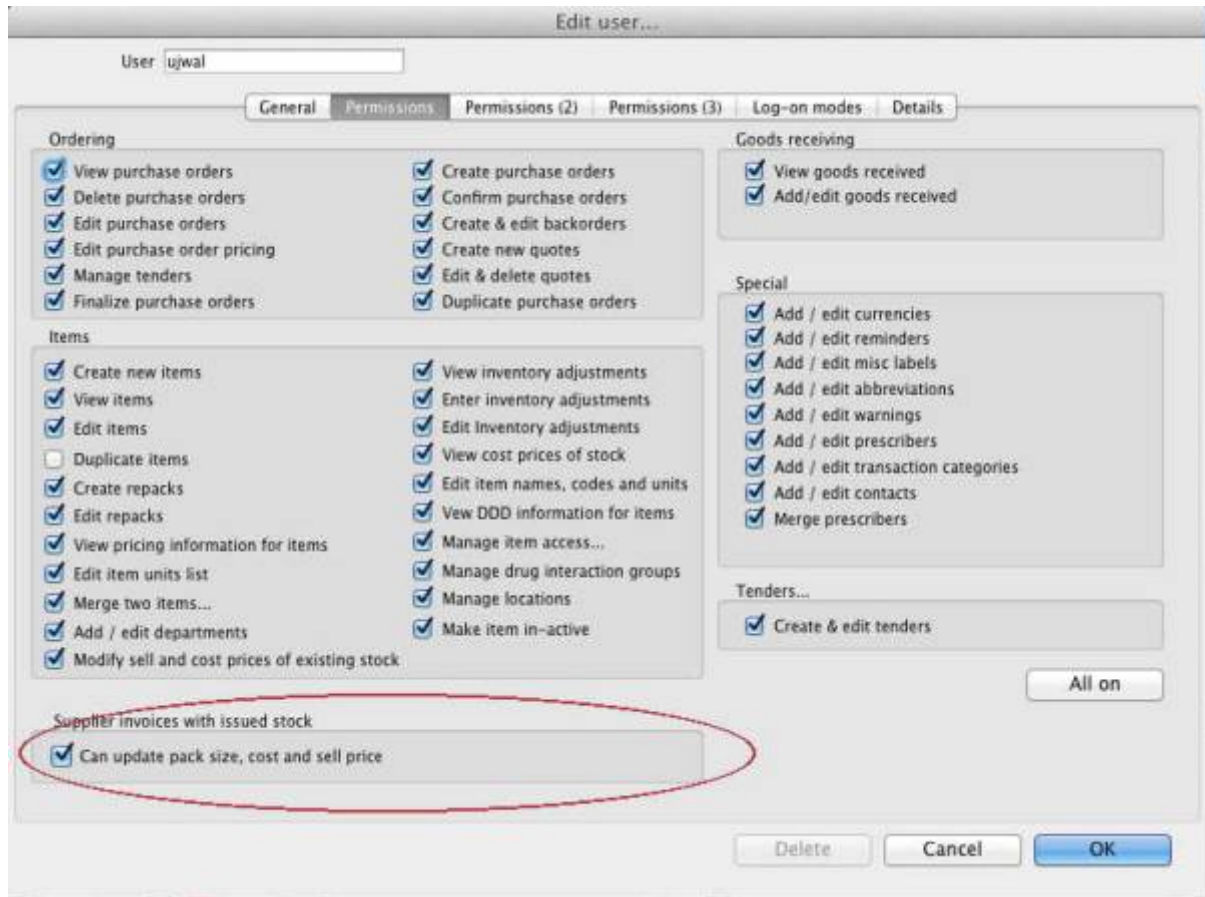 Edit user...
User ujwal
General Permissions Permissions (2) Permissions (3) Log-on modes Details
Ordering
View purchase orders
Delete purchase orders
Edit purchase orders
Edit purchase order pricing
Manage tenders
Finalize purchase orders
Create purchase orders
Confirm purchase orders
Create & edit backorders
Create new quotes
Edit & delete quotes
Duplicate purchase orders
Items
Create new items
View items
Edit items
Duplicate items
Create repacks
Edit repacks
View pricing information for items
Edit item units list
Merge two items...
Add / edit departments
Modify sell and cost prices of existing stock
View inventory adjustments
Enter inventory adjustments
Edit Inventory adjustments
View cost prices of stock
Edit item names, codes and units
Vew DDD information for items
Manage item access...
Manage drug interaction groups
Manage locations
Make item in-active
Supplier invoices with issued stock
Can update pack size, cost and sell price
Goods receiving
View goods received
Add/edit goods received
Special
Add / edit currencies
Add / edit reminders
Add / edit misc labels
Add / edit abbreviations
Add / edit warnings
Add / edit prescribers
Add / edit transaction categories
Add / edit contacts
Merge prescribers
Tenders...
Create & edit tenders
All on
Delete Cancel OK